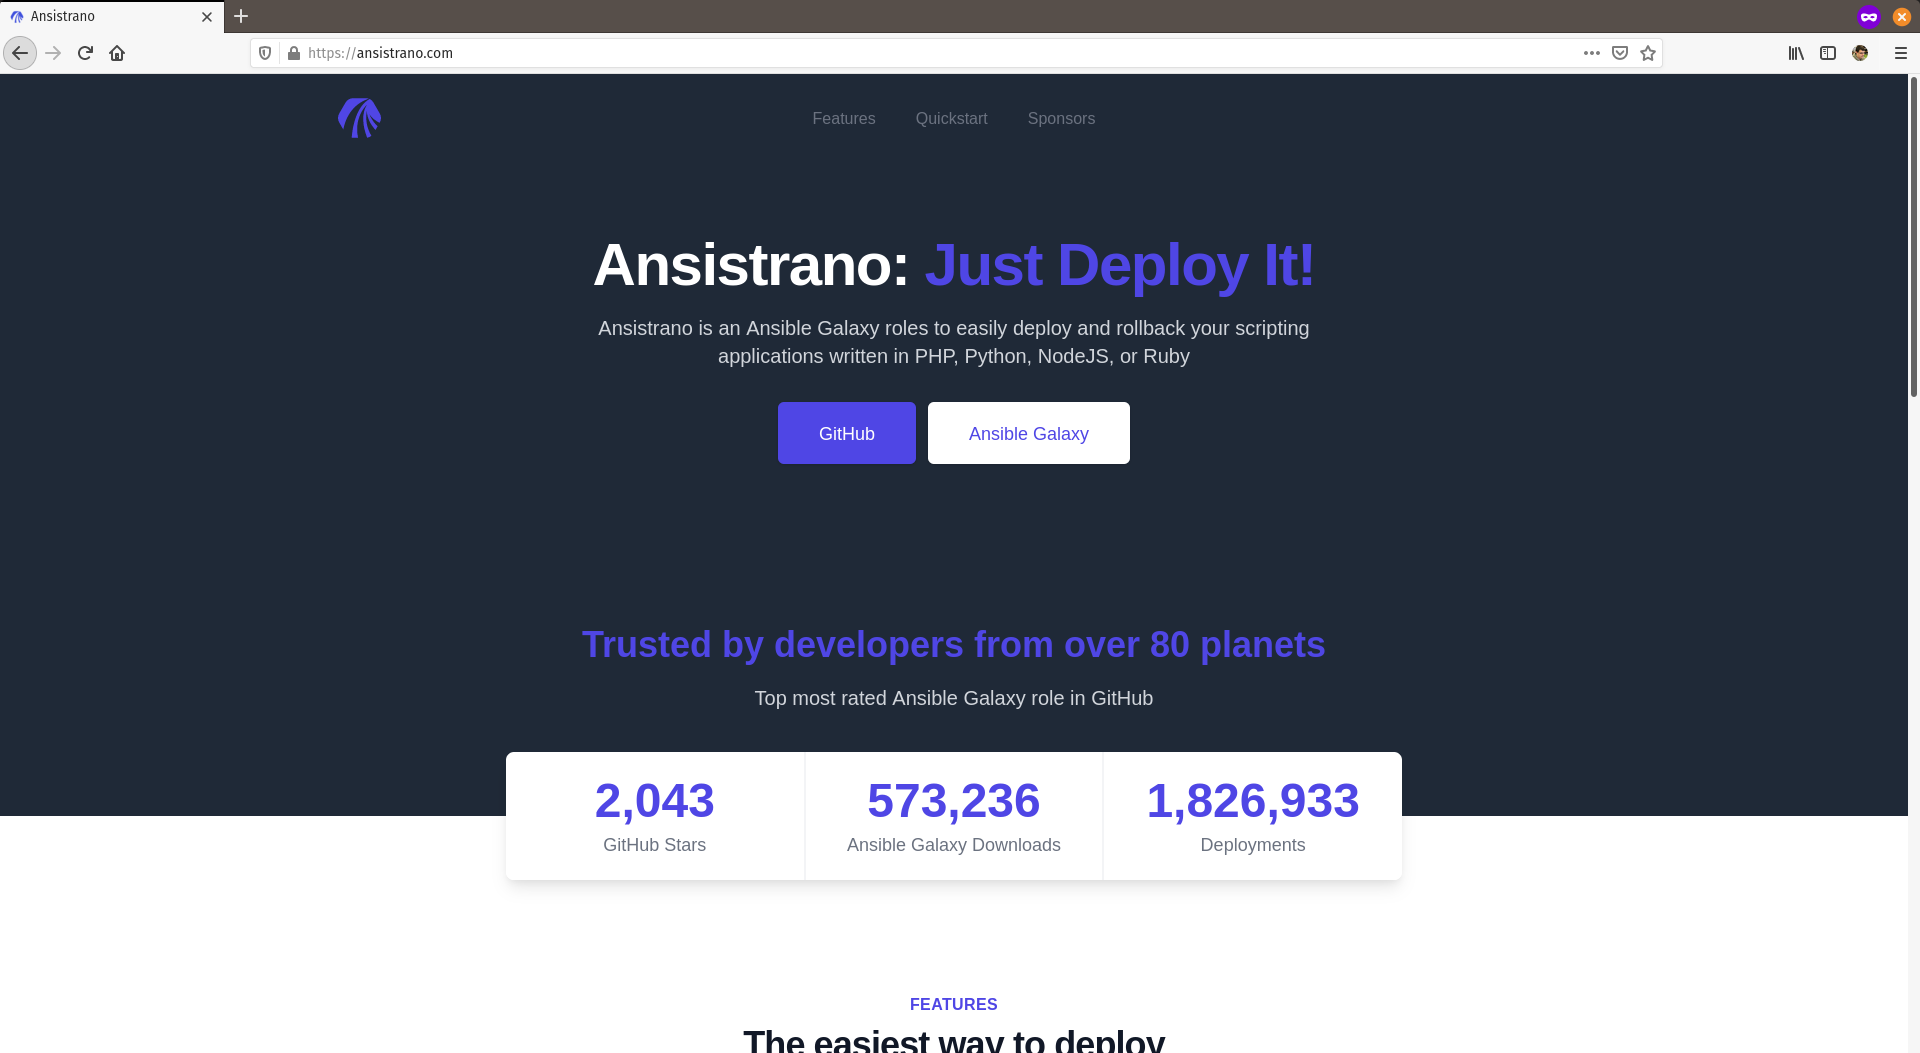 Ansistrano
https://ansistrano.com
Features Quickstart Sponsors
Ansistrano: Just Deploy It!
Ansistrano is an Ansible Galaxy roles to easily deploy and rollback your scripting
applications written in PHP, Python, NodeJS, or Ruby
GitHub Ansible Galaxy
Trusted by developers from over 80 planets
Top most rated Ansible Galaxy role in GitHub
2,043 573,236 1,826,933
GitHub Stars Ansible Galaxy Downloads Deployments
FEATURES
The easiest way to deploy